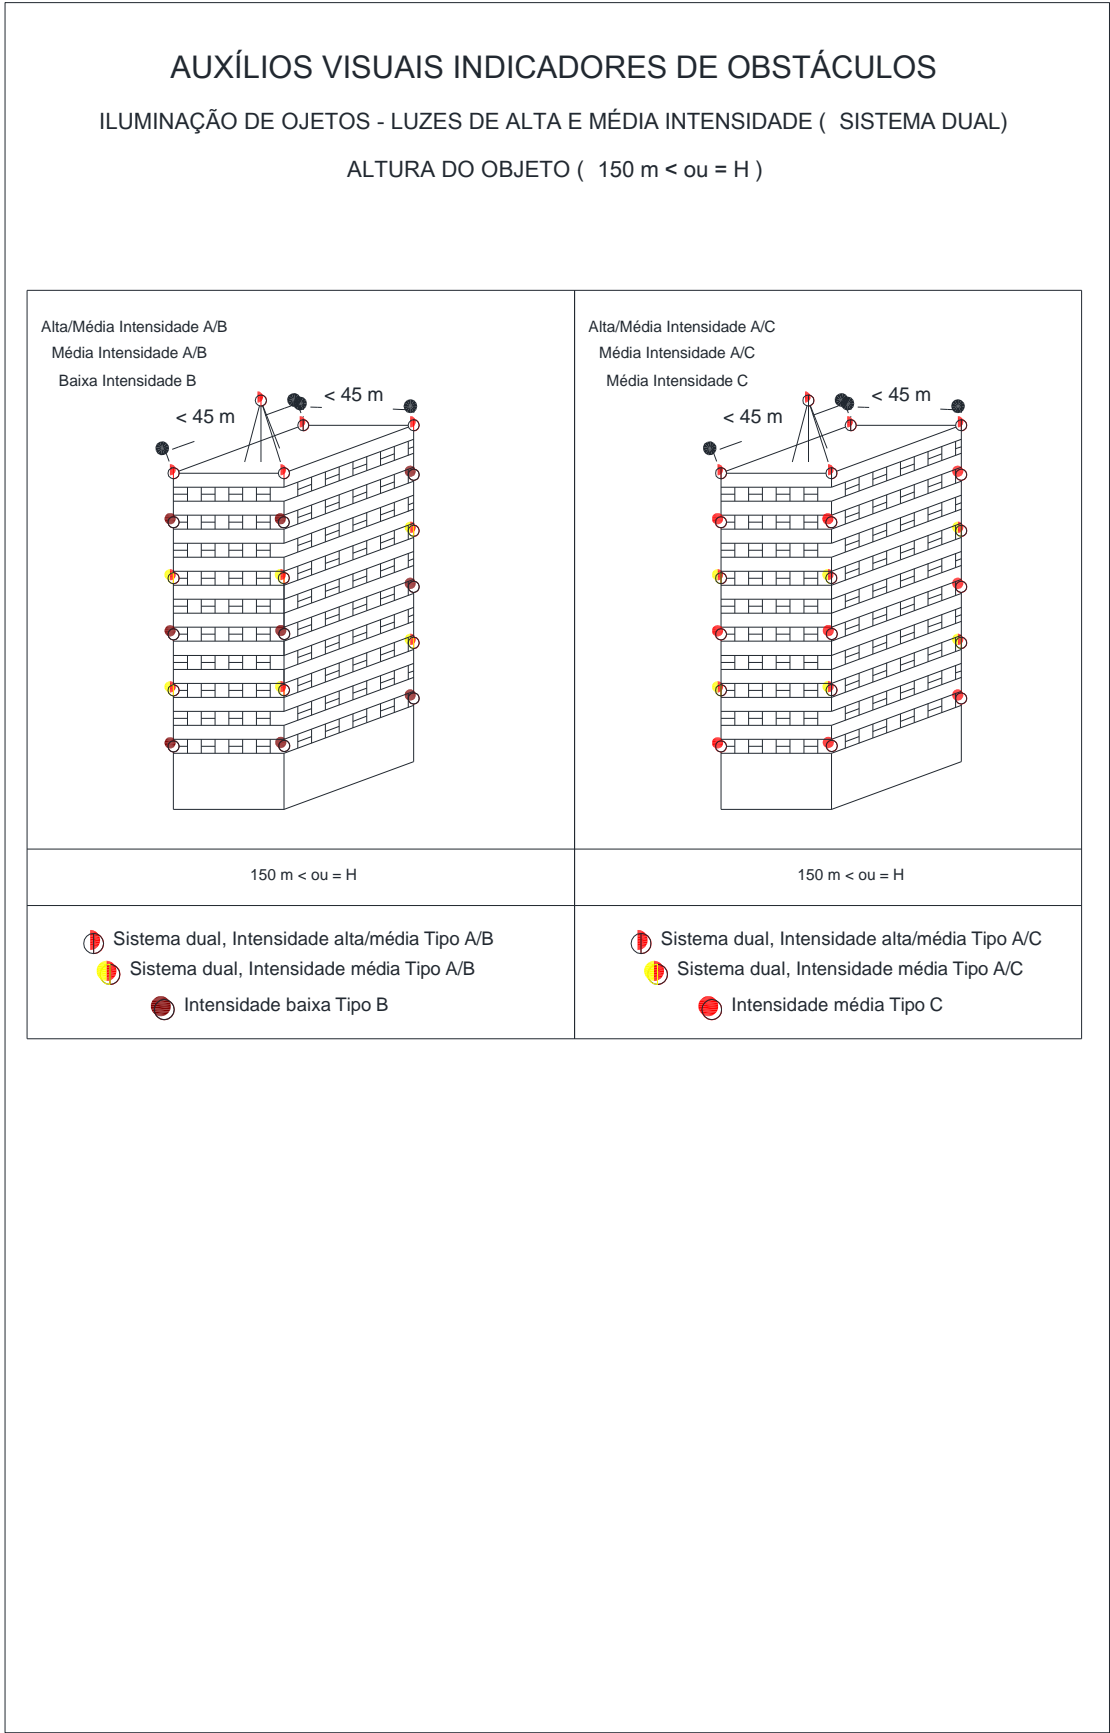 AUXÍLIOS VISUAIS INDICADORES DE OBSTÁCULOS
ILUMINAÇÃO DE OJETOS - LUZES DE ALTA E MÉDIA INTENSIDADE ( SISTEMA DUAL)
ALTURA DO OBJETO ( 150 m < ou = H )
Alta/Média Intensidade A/B
Média Intensidade A/B
Baixa Intensidade B
< 45 m
< 45 m
Alta/Média Intensidade A/C
Média Intensidade A/C
Média Intensidade C
< 45 m
< 45 m
150 m < ou = H
150 m < ou = H
Sistema dual, Intensidade alta/média Tipo A/B
Sistema dual, Intensidade média Tipo A/B
Intensidade baixa Tipo B
Sistema dual, Intensidade alta/média Tipo A/C
Sistema dual, Intensidade média Tipo A/C
Intensidade média Tipo C